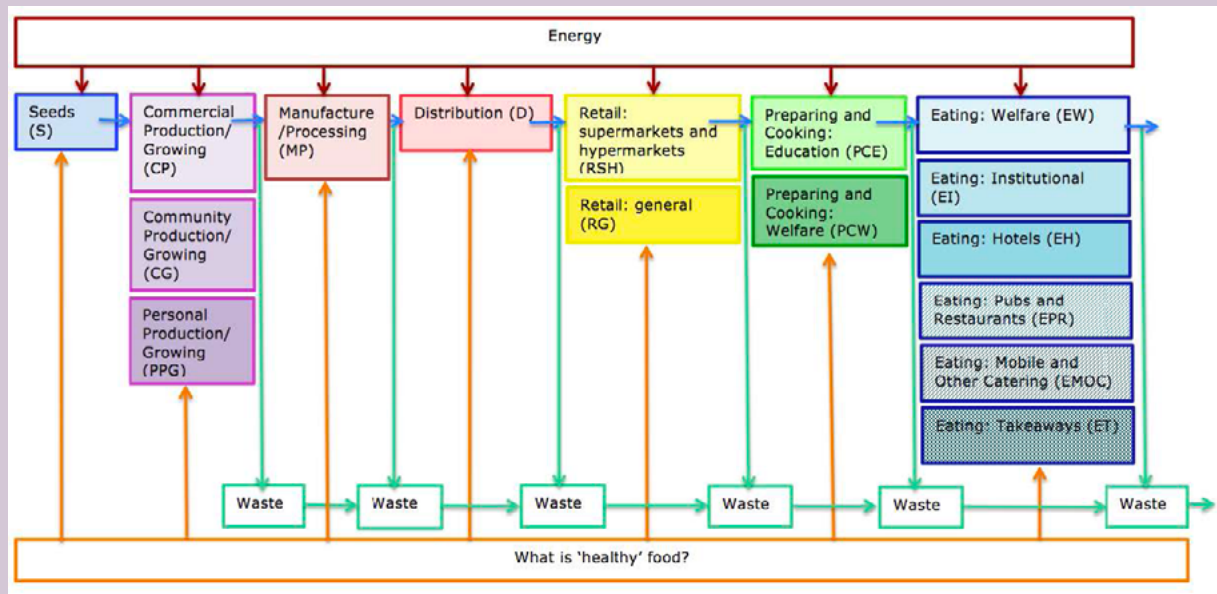 Energy
Seeds
(S)
Commercial
Production/
Growing
(CP)
Community
Production/
Growing
(CG)
Personal
Production/
Growing
(PPG)
Manufacture
/Processing
(MP)
Distribution (D)
Retail:
supermarkets and
hypermarkets
(RSH)
Retail: general
(RG)
Preparing and
Cooking:
Education (PCE)
Preparing and
Cooking:
Welfare (PCW)
Eating: Welfare (EW)
Eating: Institutional
(EI)
Eating: Hotels (EH)
Eating: Pubs and
Restaurants (EPR)
Eating: Mobile and
Other Catering (EMOC)
Eating: Takeaways (ET)
Waste
Waste
Waste
Waste
Waste
Waste
What is ‘healthy’ food?